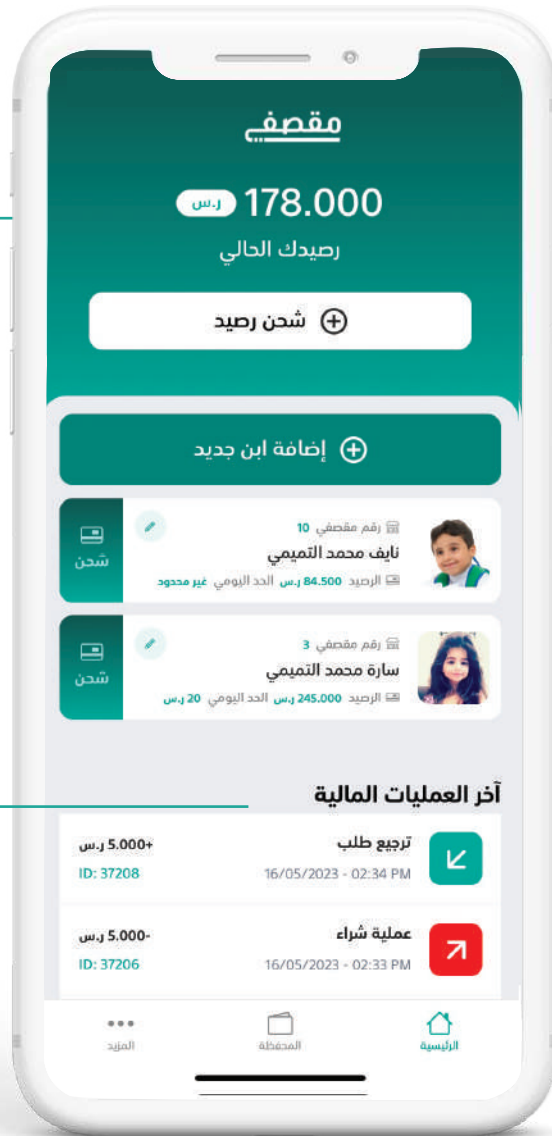 مقصفي
178.000 ر.س
رصيدك الحالي
شحن رصيد
إضافة ابن جديد
رقم مقصفي 10
نايف محمد التميمي
الرصيد 84.500 ر.س الحد اليومي غير محدود
شحن
رقم مقصفي 3
سارة محمد التميمي
الرصيد 245.000 ر.س الحد اليومي 20 ر.س
شحن
آخر العمليات المالية
ترجيع طلب
+5.000 ر.س
16/05/2023 - 02:34 PM
ID: 37208
عملية شراء
-5.000 ر.س
16/05/2023 - 02:33 PM
ID: 37206
الرئيسية
المحفظة
المزيد